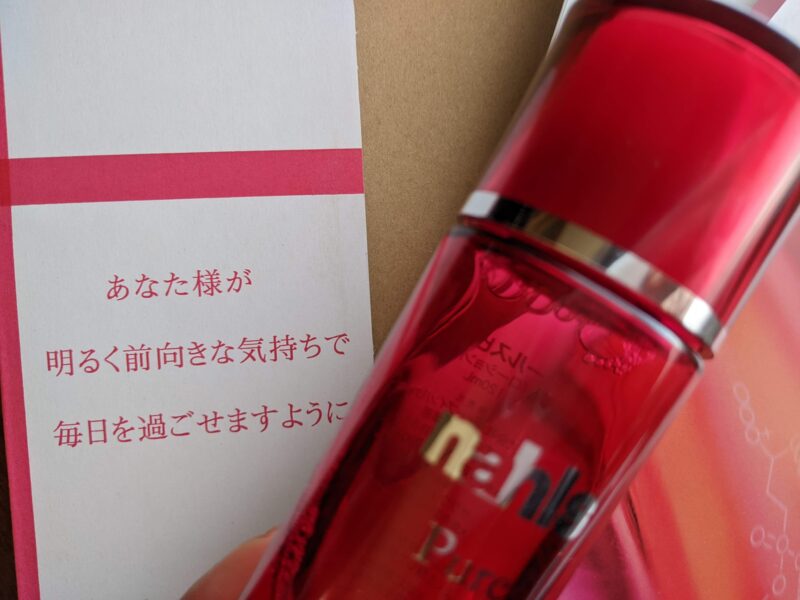 あなた様が
明るく前向きな気持ちで
毎日を過ごせますように
nahls